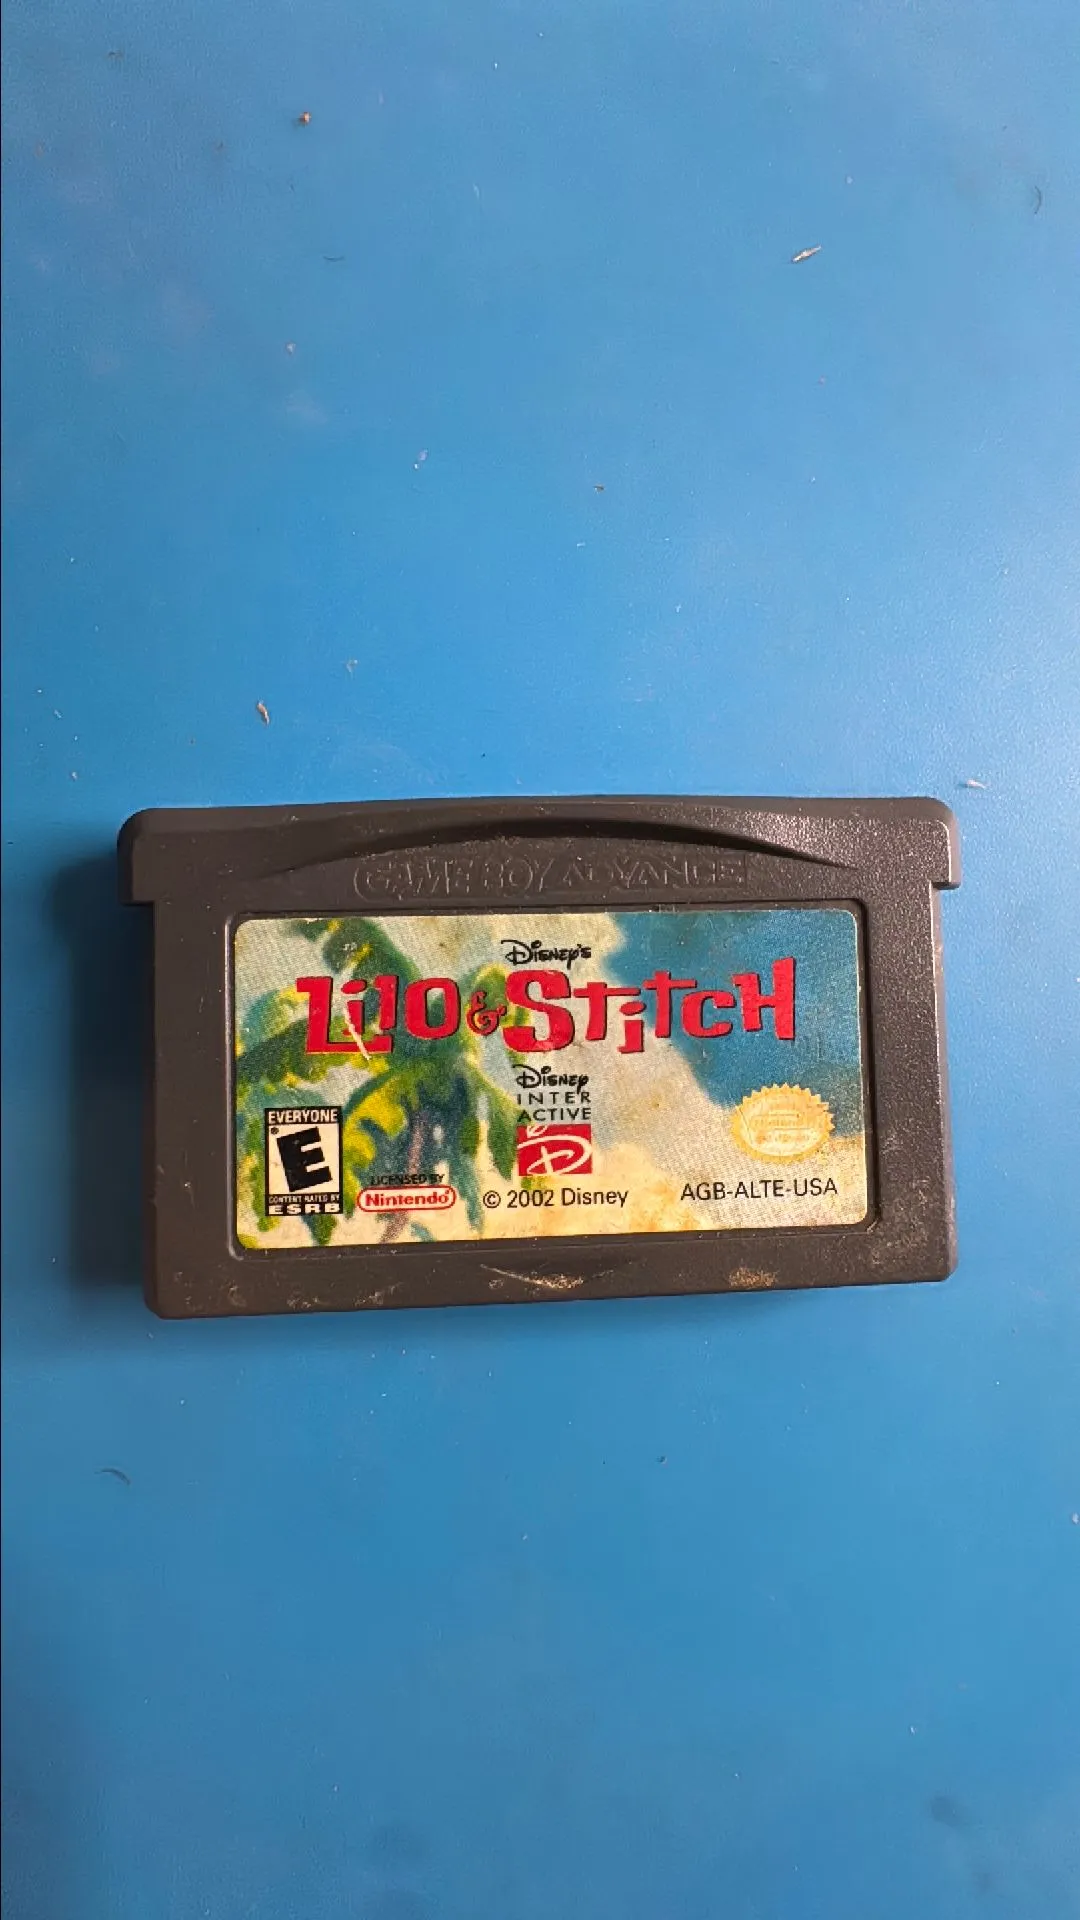 GAME BOY ADVANCE
Disney's
Lilo & Stitch
Disney
INTER
ACTIVE
EVERYONE
E
CONTENT RATED BY
ESRB
LICENSED BY
Nintendo
© 2002 Disney
AGB-ALTE-USA